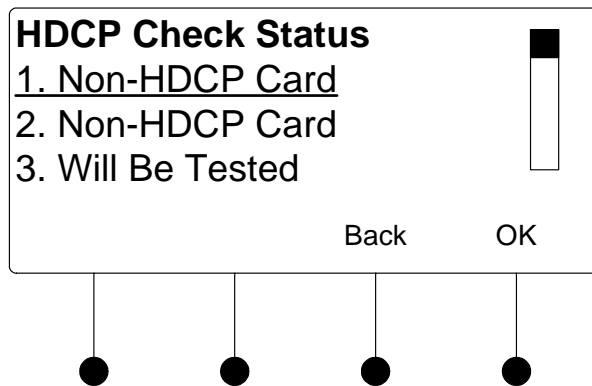 HDCP Check Status
1. Non-HDCP Card
2. Non-HDCP Card
3. Will Be Tested
Back OK